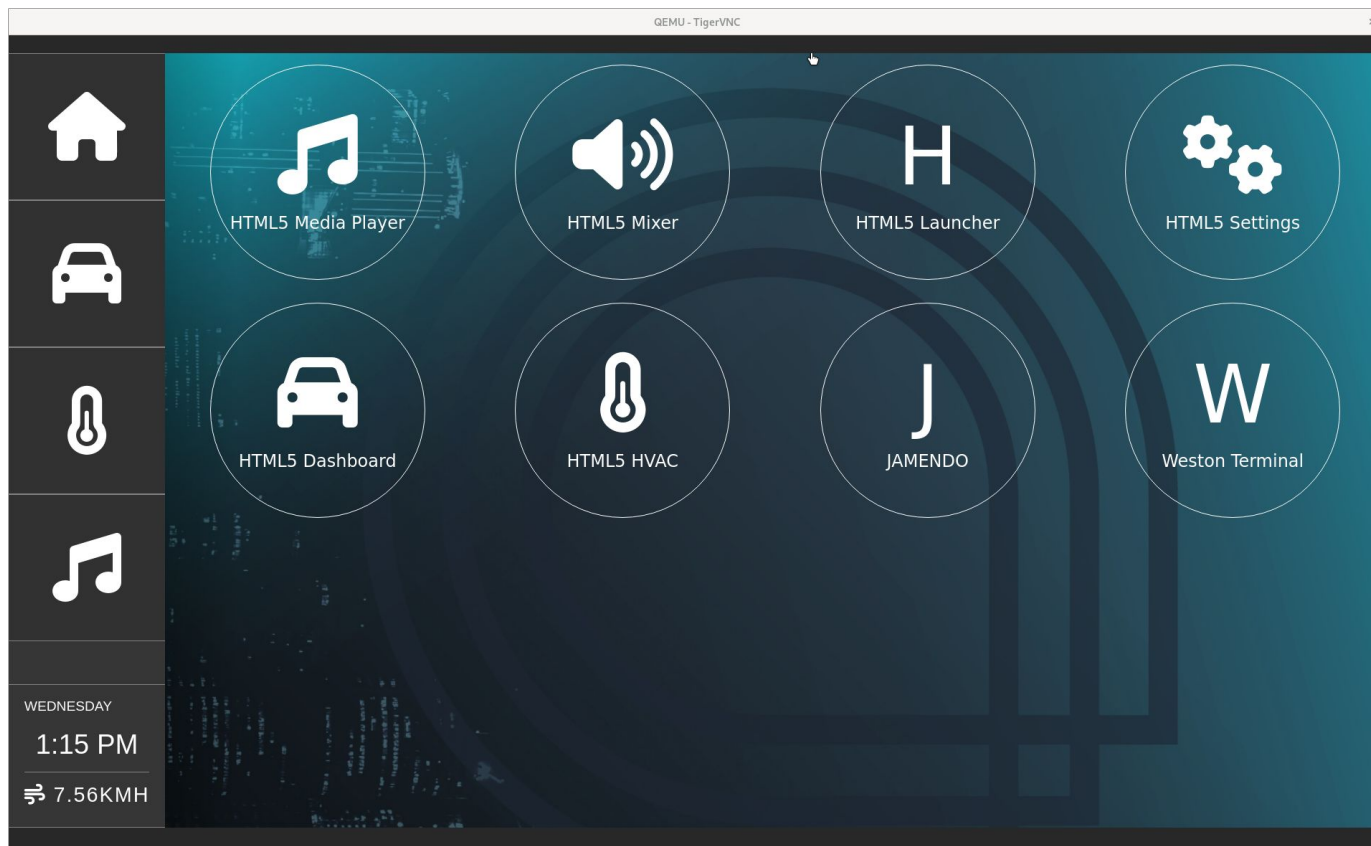 QEMU - TigerVNC
HTML5 Media Player
HTML5 Mixer
H
HTML5 Launcher
HTML5 Settings
HTML5 Dashboard
HTML5 HVAC
J
JAMENDO
W
Weston Terminal
WEDNESDAY
1:15 PM
7.56KMH